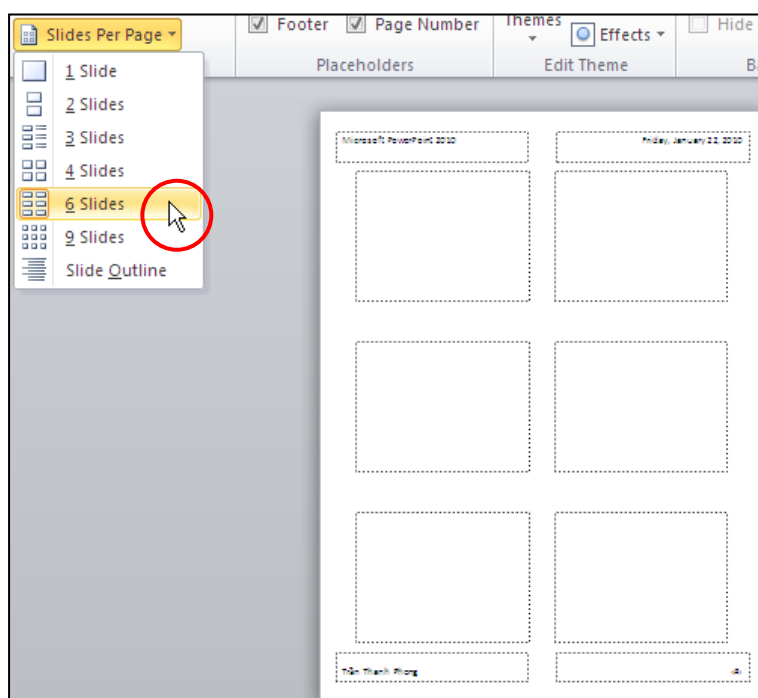 Slides Per Page
1 Slide
2 Slides
3 Slides
4 Slides
6 Slides
9 Slides
Slide Outline
Footer
Page Number
Themes
Effects
Hide
Placeholders
Edit Theme
Microsoft PowerPoint 2010
Friday, January 22, 2010
Trần Thanh Phong